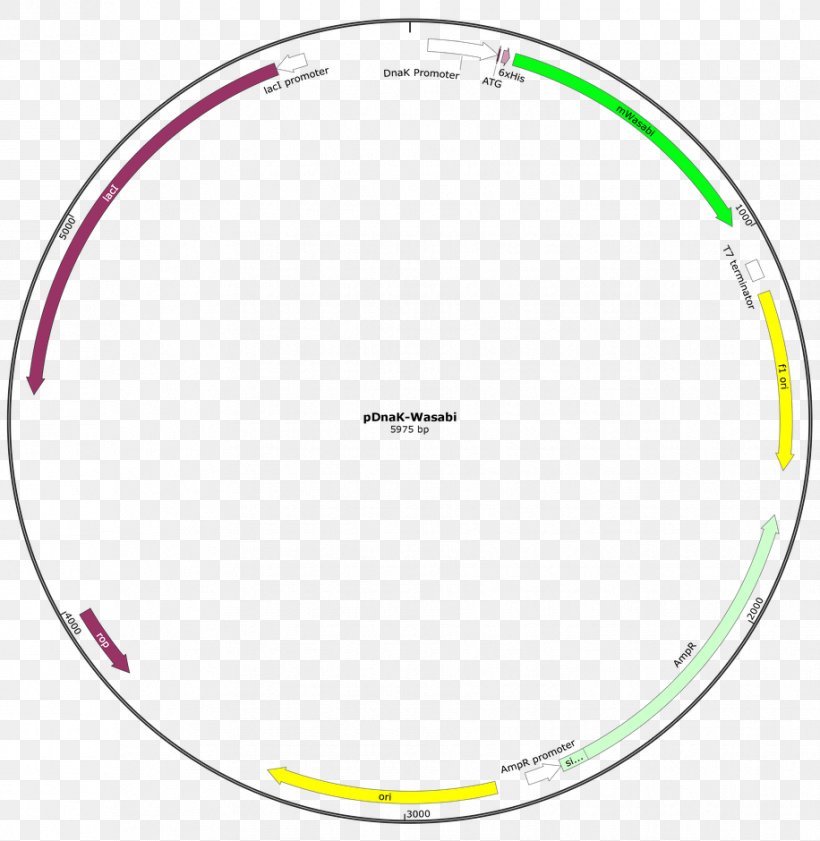 lacI promoter
DnaK Promoter
ATG
6xHis
mWasabi
1000
T7 terminator
f1 ori
2000
AmpR
si...
AmpR promoter
3000
ori
rop
4000
lacI
5000
pDnaK-Wasabi
5975 bp